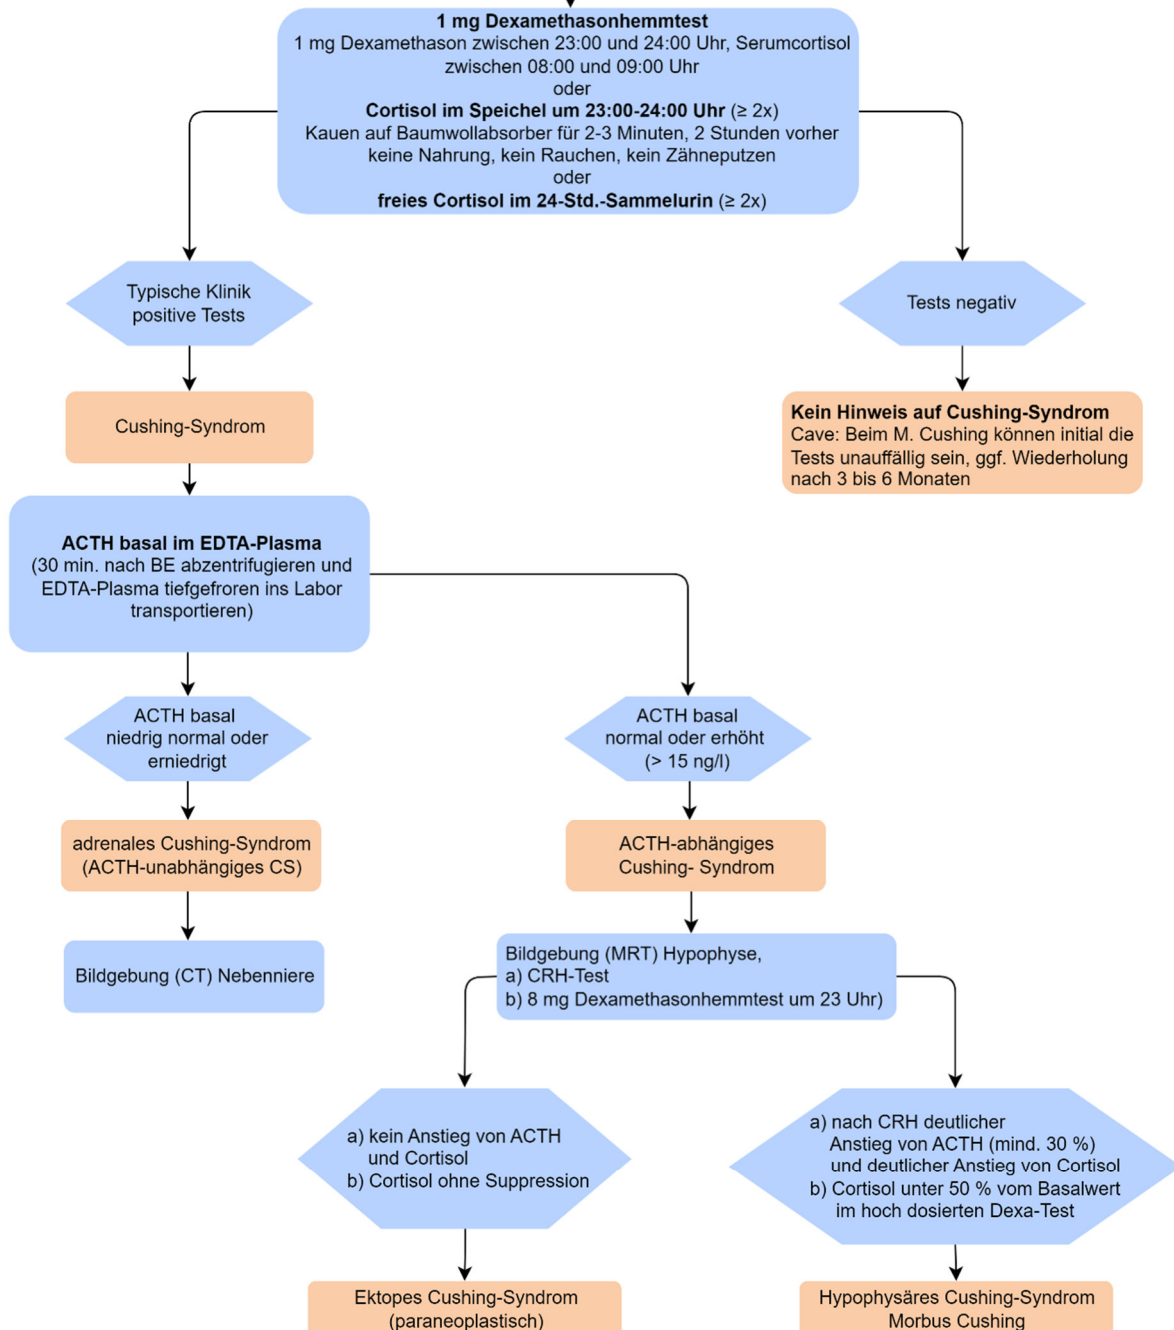 1 mg Dexamethasonhemmtest
1 mg Dexamethason zwischen 23:00 und 24:00 Uhr, Serumcortisol
zwischen 08:00 und 09:00 Uhr
oder
Cortisol im Speichel um 23:00-24:00 Uhr (≥ 2x)
Kauen auf Baumwollabsorber für 2-3 Minuten, 2 Stunden vorher
keine Nahrung, kein Rauchen, kein Zähneputzen
oder
freies Cortisol im 24-Std.-Sammelurin (≥ 2x)
Typische Klinik
positive Tests
Tests negativ
Cushing-Syndrom
Kein Hinweis auf Cushing-Syndrom
Cave: Beim M. Cushing können initial die
Tests unauffällig sein, ggf. Wiederholung
nach 3 bis 6 Monaten
ACTH basal im EDTA-Plasma
(30 min. nach BE abzentrifugieren und
EDTA-Plasma tiefgefroren ins Labor
transportieren)
ACTH basal
niedrig normal oder
erniedrigt
ACTH basal
normal oder erhöht
(> 15 ng/l)
adrenales Cushing-Syndrom
(ACTH-unabhängiges CS)
ACTH-abhängiges
Cushing- Syndrom
Bildgebung (CT) Nebenniere
Bildgebung (MRT) Hypophyse,
a) CRH-Test
b) 8 mg Dexamethasonhemmtest um 23 Uhr)
a) kein Anstieg von ACTH
und Cortisol
b) Cortisol ohne Suppression
a) nach CRH deutlicher
Anstieg von ACTH (mind. 30 %)
und deutlicher Anstieg von Cortisol
b) Cortisol unter 50 % vom Basalwert
im hoch dosierten Dexa-Test
Ektopes Cushing-Syndrom
(paraneoplastisch)
Hypophysäres Cushing-Syndrom
Morbus Cushing